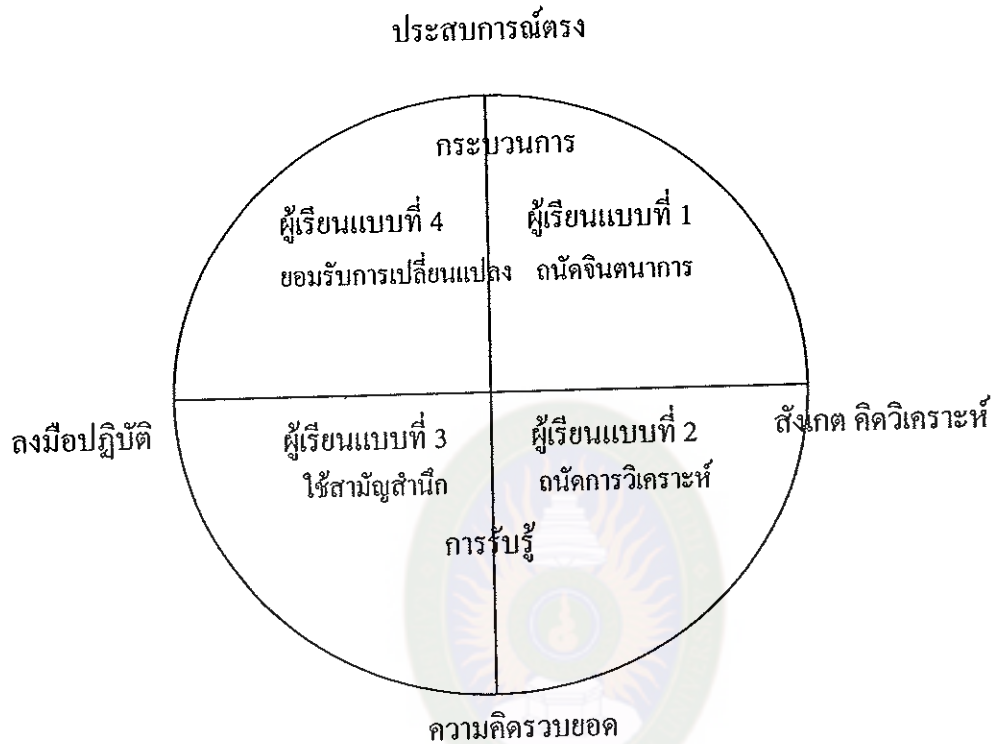 ประสบการณ์ตรง
กระบวนการ
ผู้เรียนแบบที่ 4
ผู้เรียนแบบที่ 1
ยอมรับการเปลี่ยนแปลง
ถนัดจินตนาการ
ลงมือปฏิบัติ
ผู้เรียนแบบที่ 3
ผู้เรียนแบบที่ 2
สังเกต คิดวิเคราะห์
ใช้สามัญสำนึก
ถนัดการวิเคราะห์
การรับรู้
ความคิดรวบยอด